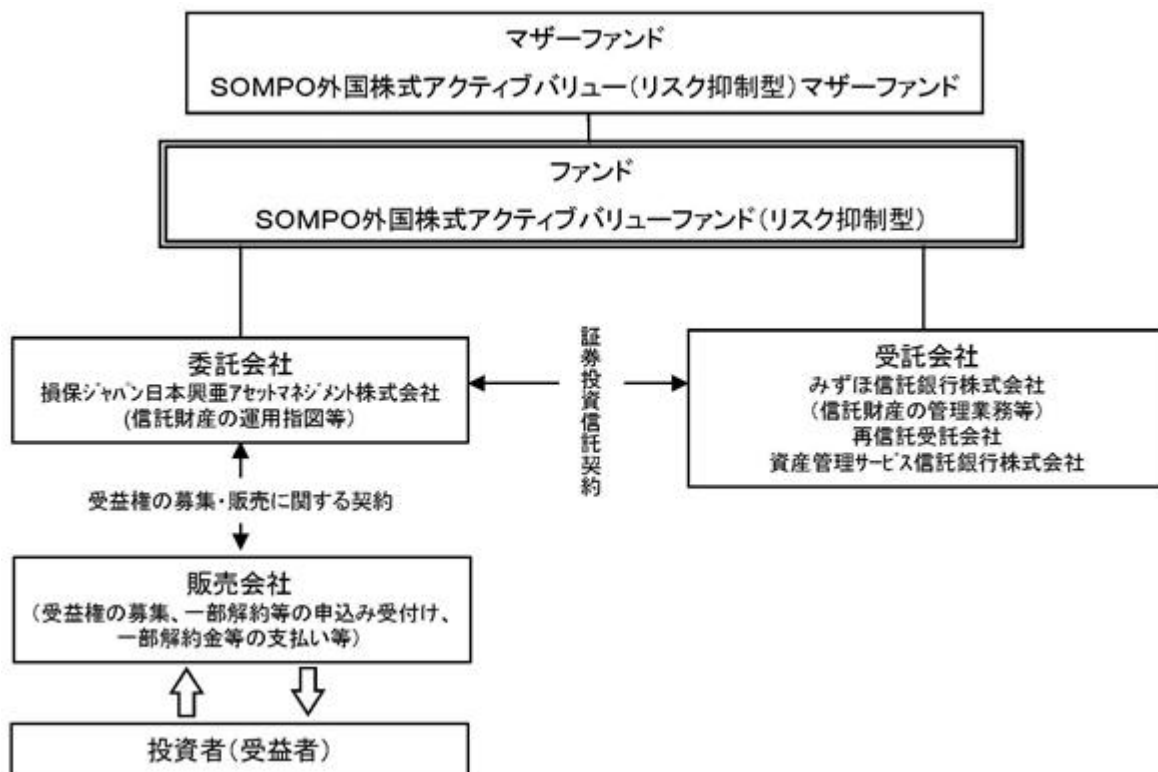 マザーファンド
SOMPO外国株式アクティブバリュー(リスク抑制型)マザーファンド
ファンド
SOMPO外国株式アクティブバリューファンド(リスク抑制型)
委託会社
損保ｼﾞｬﾊﾟﾝ日本興亜ｱｾｯﾄﾏﾈｼﾞﾒﾝﾄ株式会社
(信託財産の運用指図等)
証券投資信託契約
受託会社
みずほ信託銀行株式会社
(信託財産の管理業務等)
再信託受託会社
資産管理サービス信託銀行株式会社
受益権の募集・販売に関する契約
販売会社
(受益権の募集、一部解約等の申込み受付け、
一部解約金等の支払い等)
投資者(受益者)